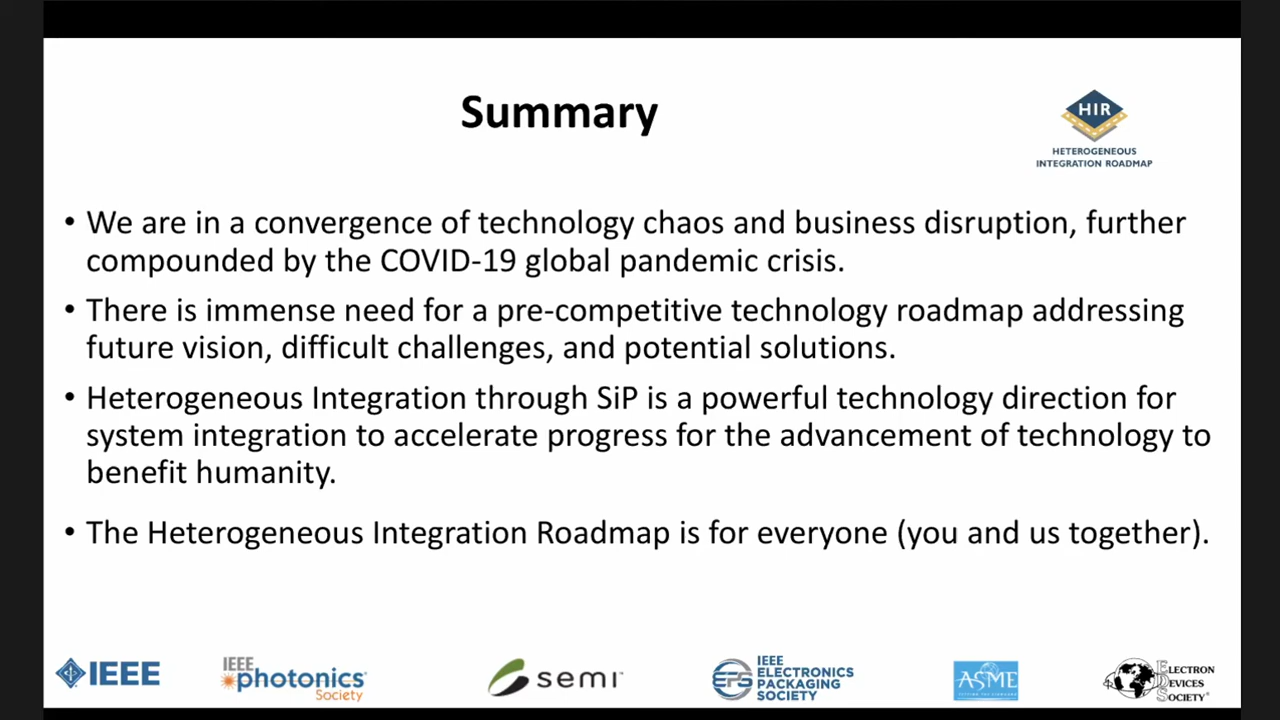 Summary
HIR
HETEROGENEOUS
INTEGRATION ROADMAP
• We are in a convergence of technology chaos and business disruption, further
compounded by the COVID-19 global pandemic crisis.
• There is immense need for a pre-competitive technology roadmap addressing
future vision, difficult challenges, and potential solutions.
• Heterogeneous Integration through SiP is a powerful technology direction for
system integration to accelerate progress for the advancement of technology to
benefit humanity.
• The Heterogeneous Integration Roadmap is for everyone (you and us together).
IEEE
IEEE
photonics
Society
semi™
EPS
IEEE
ELECTRONICS
PACKAGING
SOCIETY
ASME
SETTING THE STANDARD
ELECTRON
DEVICES
SOCIETY®